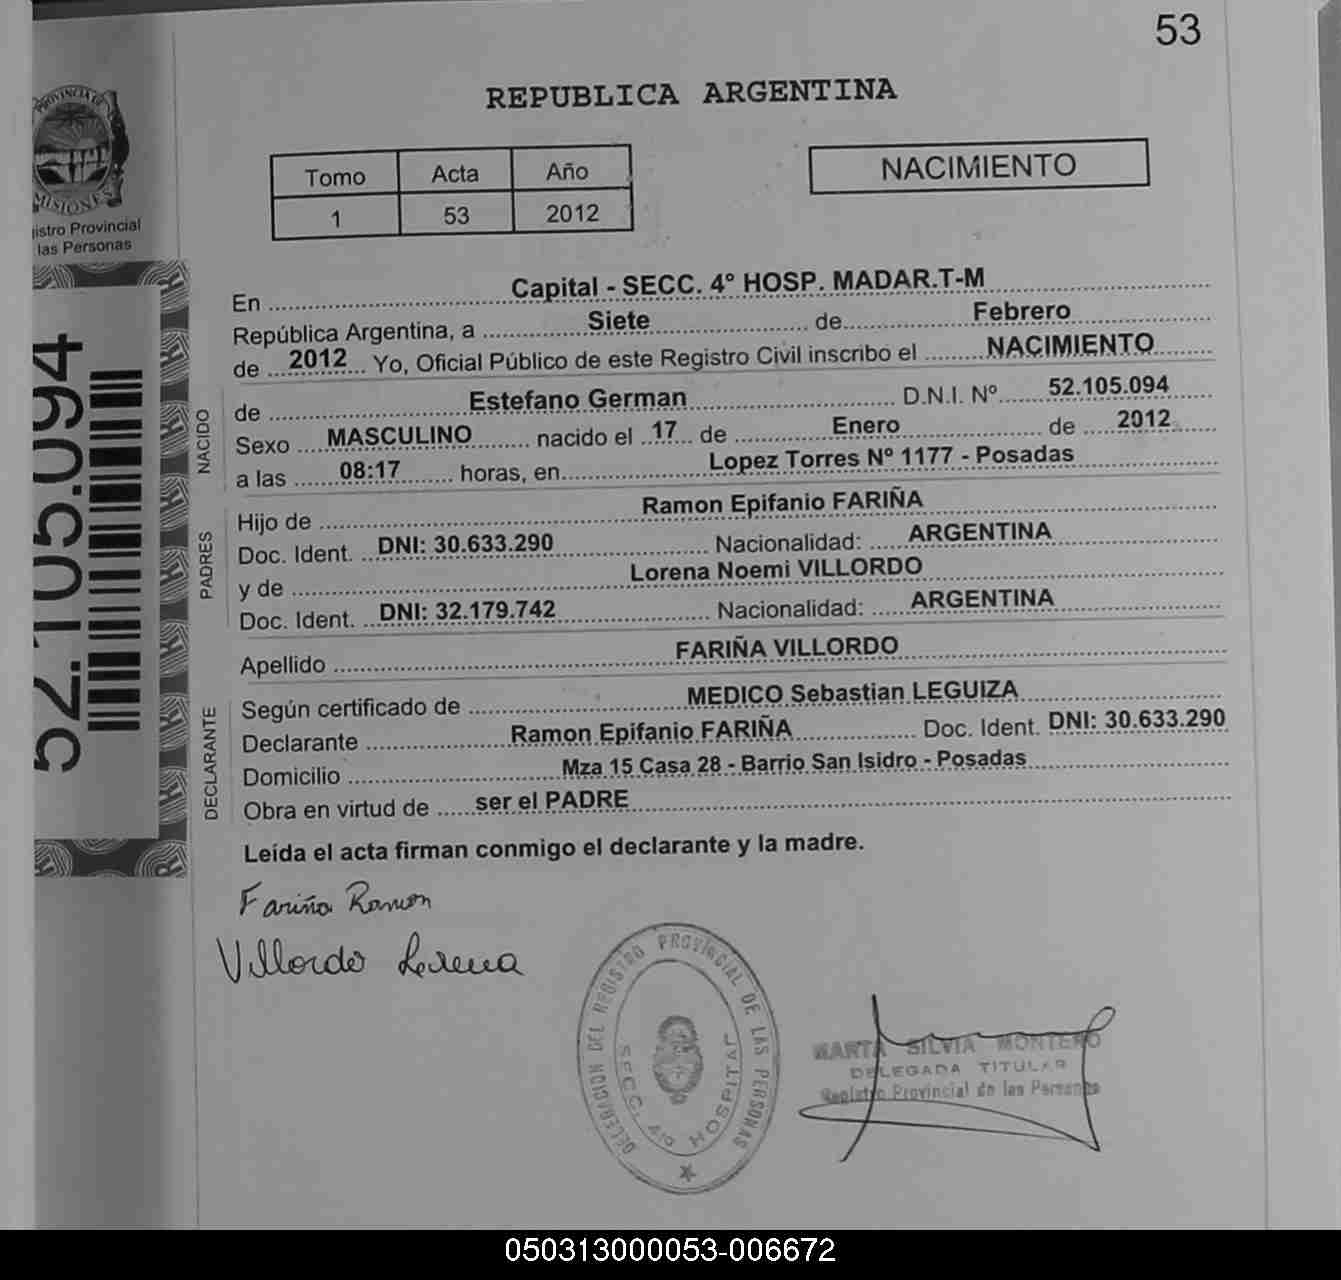 53
REPUBLICA ARGENTINA
Tomo Acta Año
1 53 2012
NACIMIENTO
PROVINCIA DE
MISIONES
istro Provincial
las Personas
52.105.094
En Capital - SECC. 4° HOSP. MADAR.T-M
República Argentina, a Siete de Febrero
de 2012 Yo, Oficial Público de este Registro Civil inscribo el NACIMIENTO
NACIDO
de Estefano German D.N.I. Nº 52.105.094
Sexo MASCULINO nacido el 17 de Enero de 2012
a las 08:17 horas, en Lopez Torres Nº 1177 - Posadas
PADRES
Hijo de Ramon Epifanio FARIÑA
Doc. Ident. DNI: 30.633.290 Nacionalidad: ARGENTINA
y de Lorena Noemi VILLORDO
Doc. Ident. DNI: 32.179.742 Nacionalidad: ARGENTINA
Apellido FARIÑA VILLORDO
DECLARANTE
Según certificado de MEDICO Sebastian LEGUIZA
Declarante Ramon Epifanio FARIÑA Doc. Ident. DNI: 30.633.290
Domicilio Mza 15 Casa 28 - Barrio San Isidro - Posadas
Obra en virtud de ser el PADRE
Leída el acta firman conmigo el declarante y la madre.
Fariña Ramon
Villordo Lorena
DELEGACION DEL REGISTRO PROVINCIAL DE LAS PERSONAS
SECC. 4ta HOSPITAL
MARTA SILVIA MONTERO
DELEGADA TITULAR
Registro Provincial de las Personas
050313000053-006672